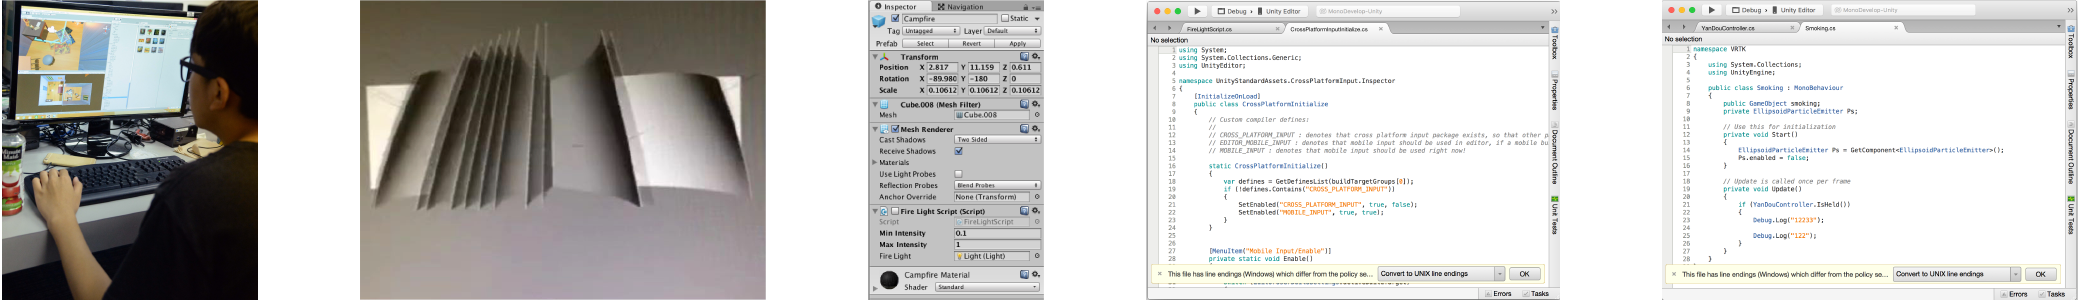 Inspector
Navigation
Campfire
Static
Tag Untagged Layer Default
Prefab Select Revert Apply
Transform
Position X 2.817 Y 11.159 Z 0.611
Rotation X -89.980 Y -180 Z 0
Scale X 0.10612 Y 0.10612 Z 0.10612
Cube.008 (Mesh Filter)
Mesh Cube.008
Mesh Renderer
Cast Shadows Two Sided
Receive Shadows
Materials
Use Light Probes
Reflection Probes Blend Probes
Anchor Override None (Transform)
Fire Light Script (Script)
Script FireLightScript
Min Intensity 0.1
Max Intensity 1
Fire Light Light (Light)
Campfire Material
Shader Standard
Debug Unity Editor MonoDevelop-Unity
FireLightScript.cs CrossPlatformInputInitialize.cs
No selection
1 using System;
2 using System.Collections.Generic;
3 using UnityEditor;
4
5 namespace UnityStandardAssets.CrossPlatformInput.Inspector
6 {
7 [InitializeOnLoad]
8 public class CrossPlatformInitialize
9 {
10 // Custom compiler defines:
11 //
12 // CROSS_PLATFORM_INPUT : denotes that cross platform input package exists, so that other p
13 // EDITOR_MOBILE_INPUT : denotes that mobile input should be used in editor, if a mobile bu
14 // MOBILE_INPUT : denotes that mobile input should be used right now!
15
16 static CrossPlatformInitialize()
17 {
18 var defines = GetDefinesList(buildTargetGroups[0]);
19 if (!defines.Contains("CROSS_PLATFORM_INPUT"))
20 {
21 SetEnabled("CROSS_PLATFORM_INPUT", true, false);
22 SetEnabled("MOBILE_INPUT", true, true);
23 }
24 }
25
26
27 [MenuItem("Mobile Input/Enable")]
28 private static void Enable()
This file has line endings (Windows) which differ from the policy se... Convert to UNIX line endings OK
Errors Tasks
Toolbox
Properties
Document Outline
Unit Tests
Debug Unity Editor MonoDevelop-Unity
YanDouController.cs Smoking.cs
No selection
1 namespace VRTK
2 {
3 using System.Collections;
4 using UnityEngine;
5
6 public class Smoking : MonoBehaviour
7 {
8 public GameObject smoking;
9 private EllipsoidParticleEmitter Ps;
10
11 // Use this for initialization
12 private void Start()
13 {
14 EllipsoidParticleEmitter Ps = GetComponent<EllipsoidParticleEmitter>();
15 Ps.enabled = false;
16 }
17
18 // Update is called once per frame
19 private void Update()
20 {
21 if (YanDouController.IsHeld())
22 {
23 Debug.Log("12233");
24
25 Debug.Log("122");
26 }
27 }
28 }
This file has line endings (Windows) which differ from the policy se... Convert to UNIX line endings OK
Errors Tasks
Toolbox
Properties
Document Outline
Unit Tests